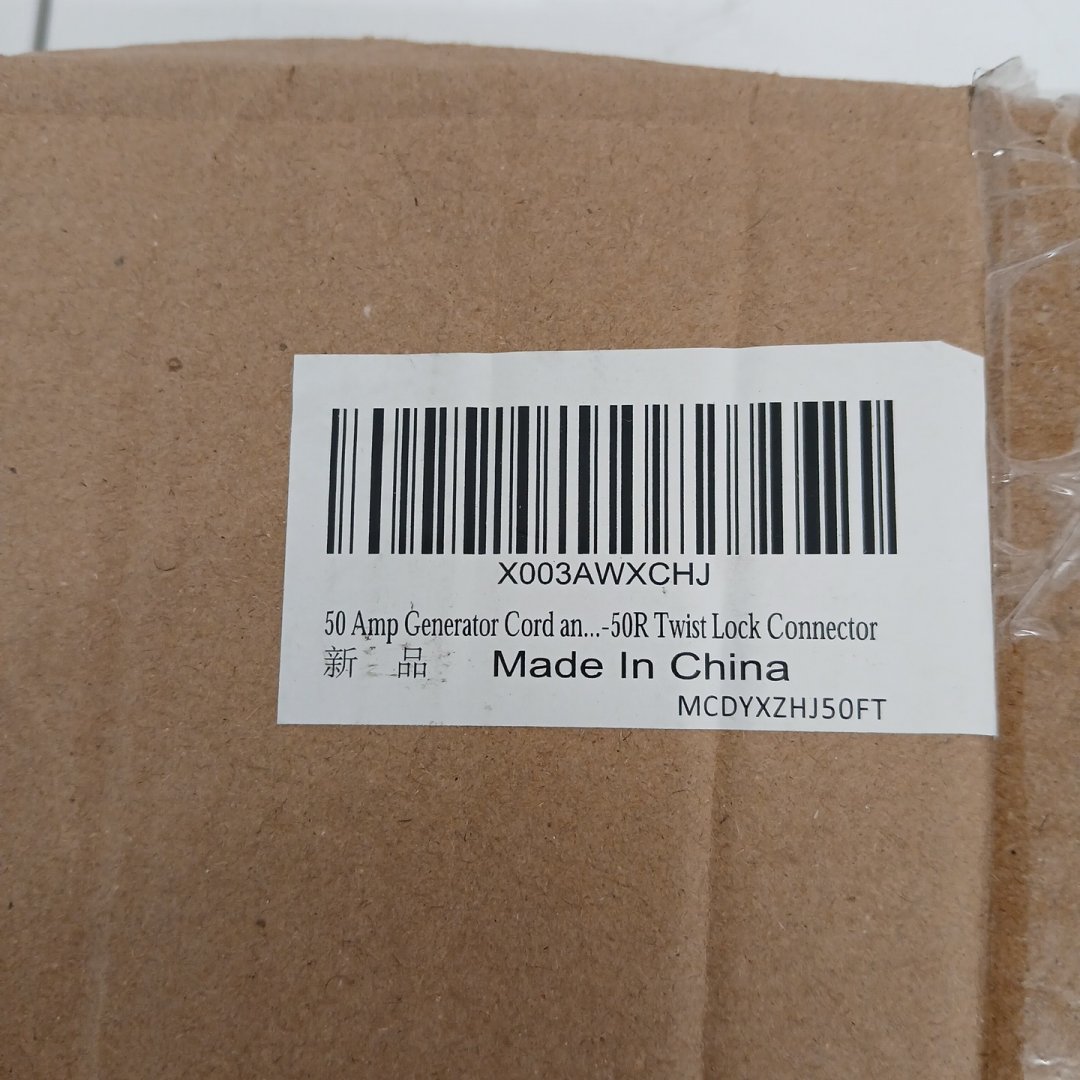 X003AWXCHJ
50 Amp Generator Cord an...-50R Twist Lock Connector
新 品 Made In China
MCDYXZHJ50FT